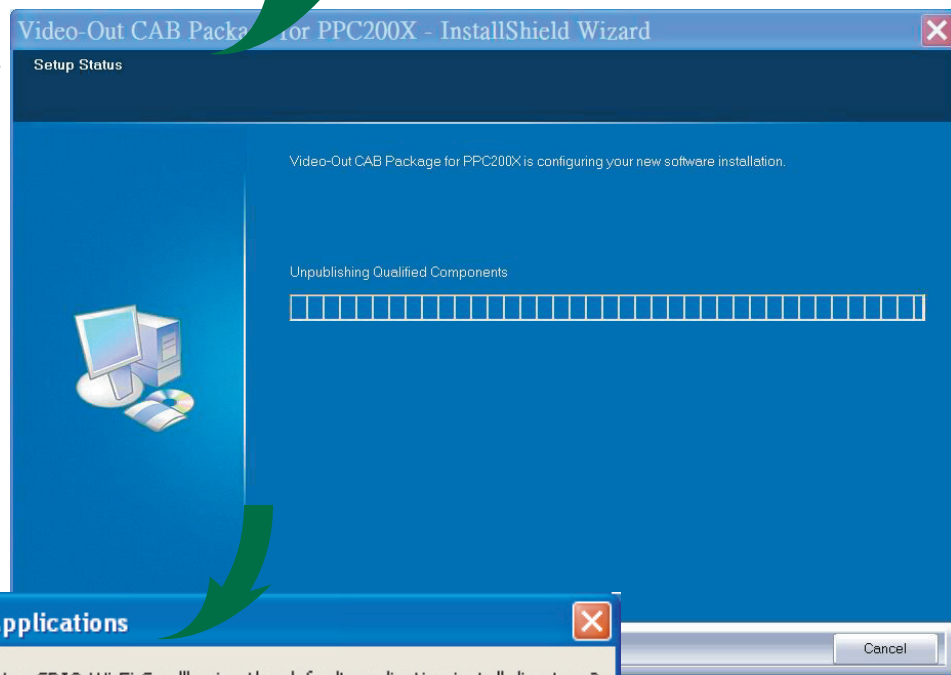 Video-Out CAB Packa for PPC200X - InstallShield Wizard
Setup Status
Video-Out CAB Package for PPC200X is configuring your new software installation.
Unpublishing Qualified Components
Cancel
pplications